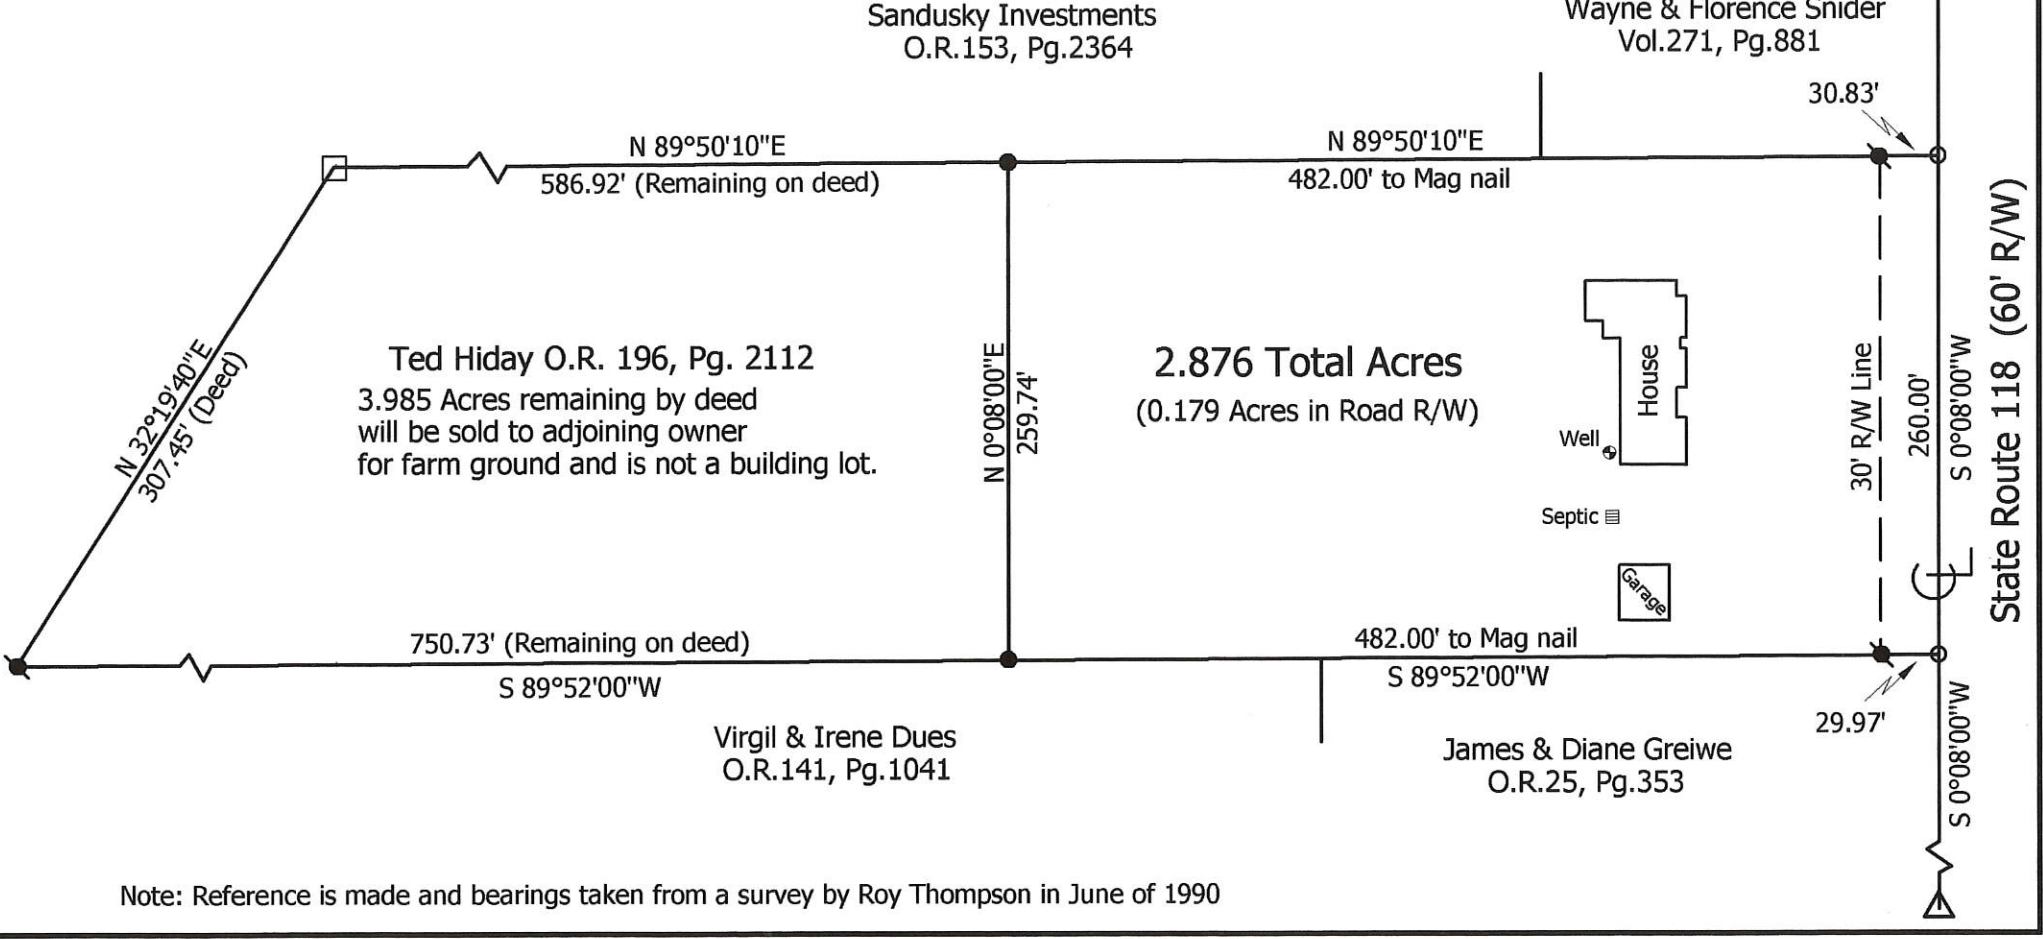 Sandusky Investments
O.R.153, Pg.2364
Wayne & Florence Snider
Vol.271, Pg.881
30.83'
N 89°50'10"E
586.92' (Remaining on deed)
N 89°50'10"E
482.00' to Mag nail
N 32°19'40"E
307.45' (Deed)
Ted Hiday O.R. 196, Pg. 2112
3.985 Acres remaining by deed
will be sold to adjoining owner
for farm ground and is not a building lot.
N 0°08'00"E
259.74'
2.876 Total Acres
(0.179 Acres in Road R/W)
House
Well
Septic
Garage
30' R/W Line
260.00'
S 0°08'00"W
State Route 118 (60' R/W)
750.73' (Remaining on deed)
S 89°52'00"W
482.00' to Mag nail
S 89°52'00"W
29.97'
S 0°08'00"W
Virgil & Irene Dues
O.R.141, Pg.1041
James & Diane Greiwe
O.R.25, Pg.353
Note: Reference is made and bearings taken from a survey by Roy Thompson in June of 1990